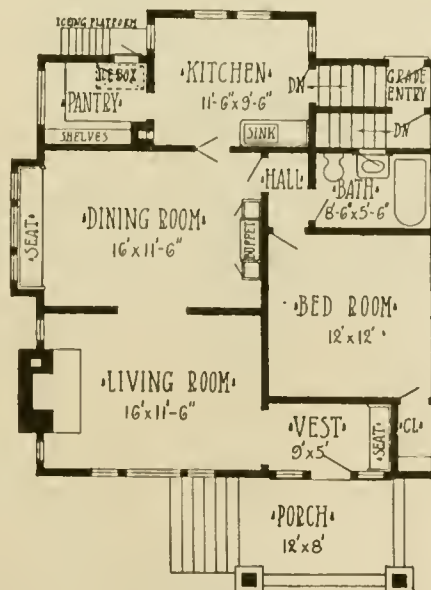 ICEING PLATFORM
ICE BOX
PANTRY
SHELVES
KITCHEN
11'-6"x9'-6"
SINK
DN
GRADE
ENTRY
DN
HALL
BATH
8'-6"x5'-6"
SEAT
DINING ROOM
16'x11'-6"
BUFFET
BED ROOM
12'x12'
LIVING ROOM
16'x11'-6"
VEST
9'x5'
SEAT
CL
PORCH
12'x8'